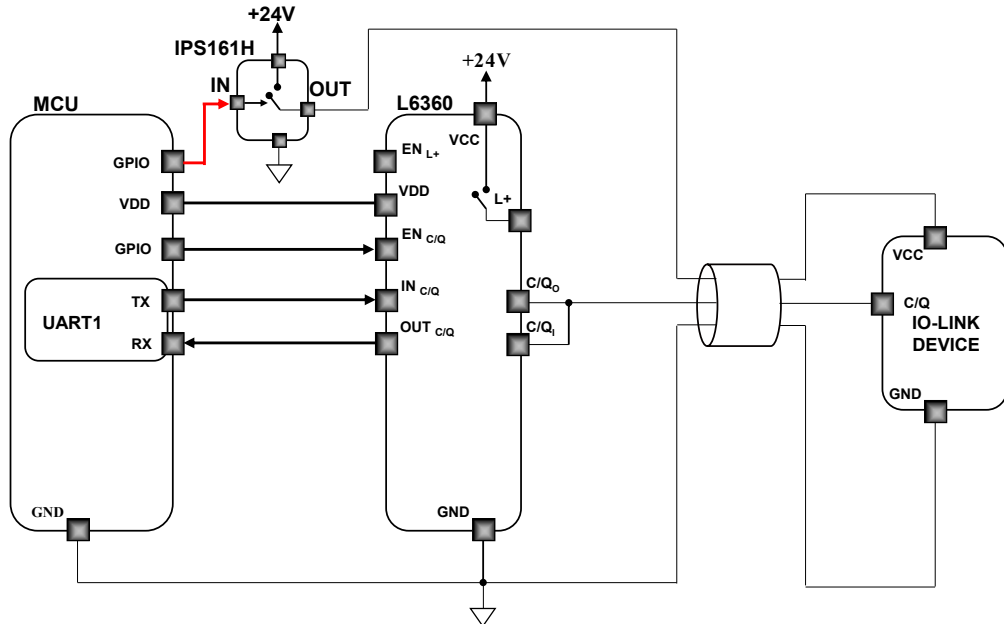 +24V
IPS161H
IN
OUT
+24V
MCU
L6360
VCC
GPIO
EN L+
VDD
VDD
L+
GPIO
EN C/Q
VCC
TX
IN C/Q
C/QO
C/Q
UART1
IO-LINK
DEVICE
RX
OUT C/Q
C/QI
GND
GND
GND